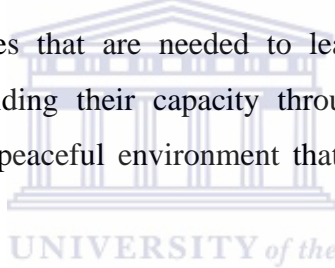 es that are needed to lea
ding their capacity throu
peaceful environment that
UNIVERSITY of the